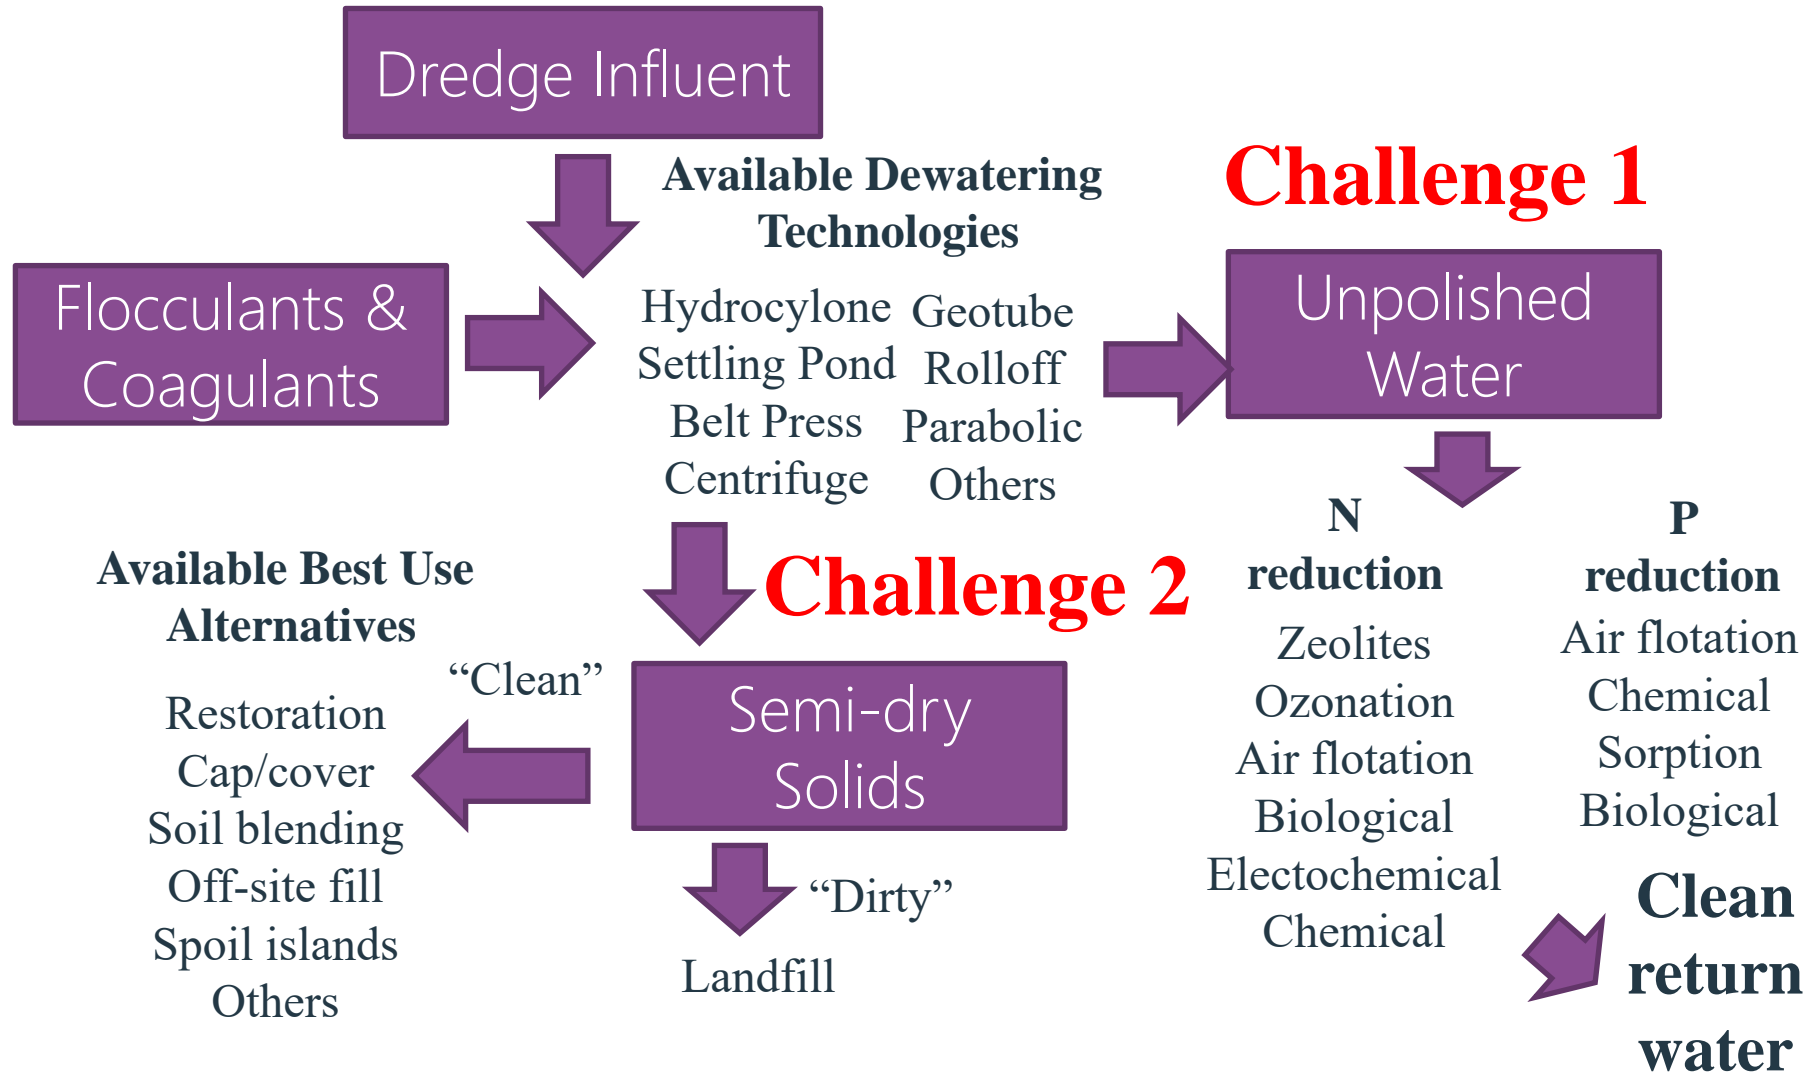 Dredge Influent
Available Dewatering
Technologies
Challenge 1
Flocculants &
Coagulants
Hydrocylone
Settling Pond
Belt Press
Centrifuge
Geotube
Rolloff
Parabolic
Others
Unpolished
Water
N
reduction
Zeolites
Ozonation
Air flotation
Biological
Electochemical
Chemical
P
reduction
Air flotation
Chemical
Sorption
Biological
Clean
return
water
Challenge 2
Semi-dry
Solids
“Clean”
Available Best Use
Alternatives
Restoration
Cap/cover
Soil blending
Off-site fill
Spoil islands
Others
“Dirty”
Landfill